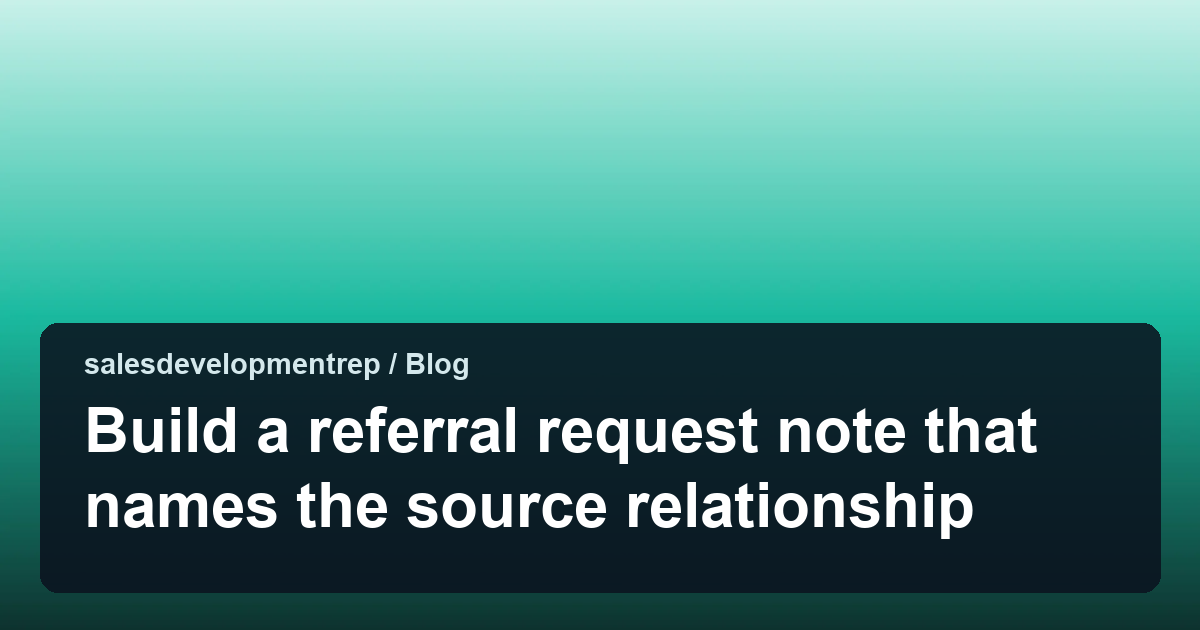 salesdevelopmentrep / Blog
Build a referral request note that
names the source relationship